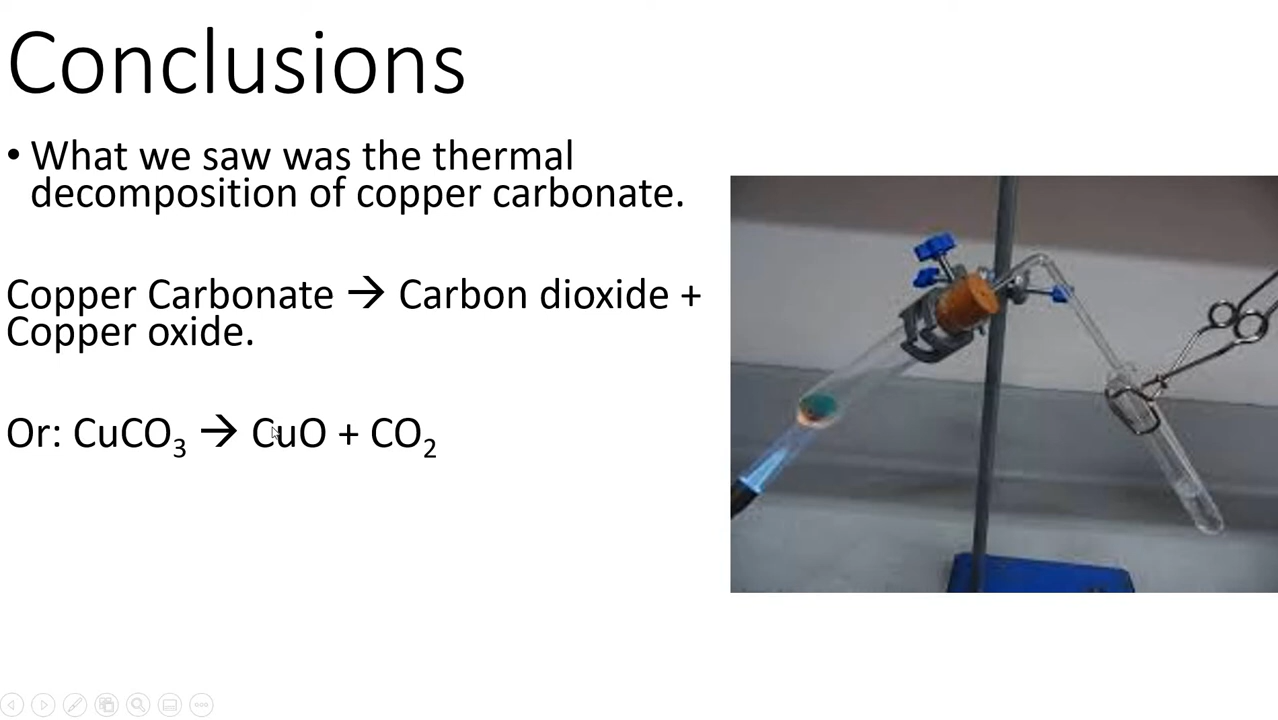 Conclusions
• What we saw was the thermal
decomposition of copper carbonate.
Copper Carbonate → Carbon dioxide +
Copper oxide.
Or: CuCO₃ → CuO + CO₂